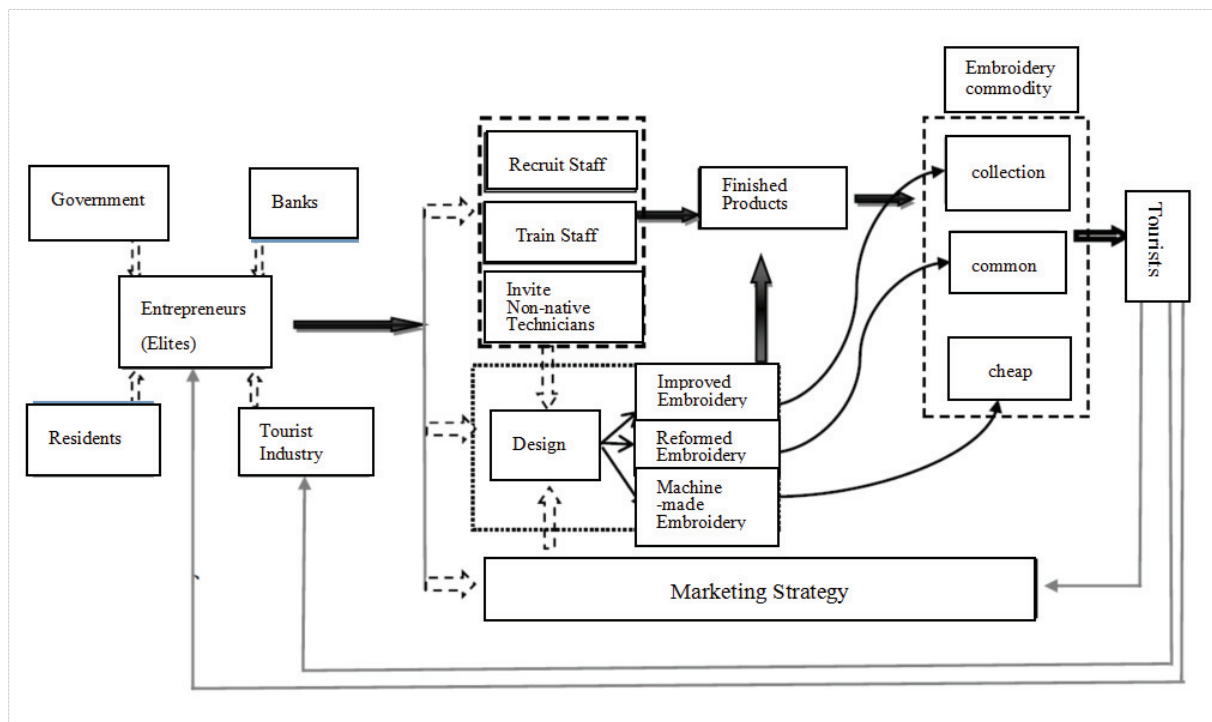 Embroidery
commodity
Recruit Staff
Finished
Products
collection
Government
Banks
Train Staff
Tourists
common
Entrepreneurs
(Elites)
Invite
Non-native
Technicians
Improved
Embroidery
cheap
Residents
Tourist
Industry
Design
Reformed
Embroidery
Machine
-made
Embroidery
Marketing Strategy